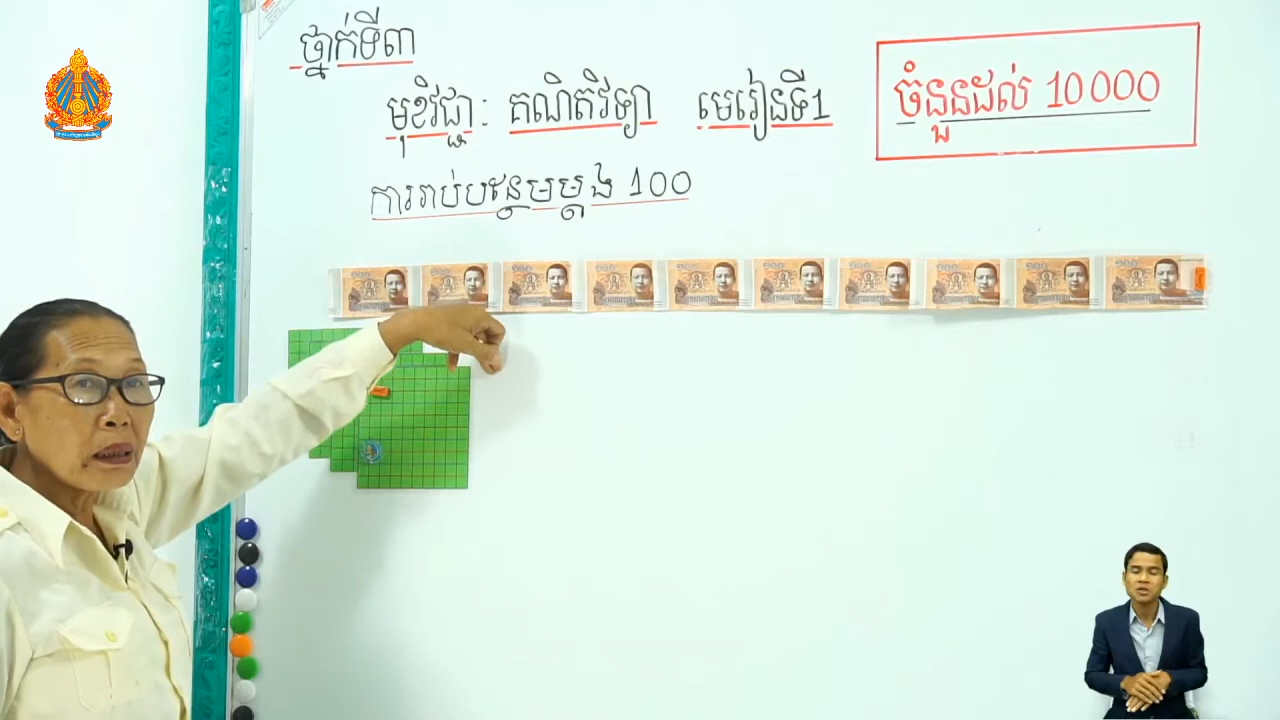 ថ្នាក់ទី៣
មុខវិជ្ជា : គណិតវិទ្យា មេរៀនទី1
ចំនួនដល់ 10000
ការរាប់បន្ថែមម្តង 100